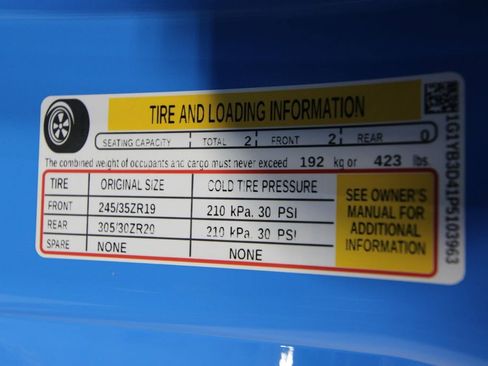 TIRE AND LOADING INFORMATION
SEATING CAPACITY TOTAL 2 FRONT 2 REAR 0
The combined weight of occupants and cargo must never exceed 192 kg or 423 lbs.
TIRE ORIGINAL SIZE COLD TIRE PRESSURE
FRONT 245/35ZR19 210 kPa, 30 PSI
REAR 305/30ZR20 210 kPa, 30 PSI
SPARE NONE NONE
SEE OWNER'S
MANUAL FOR
ADDITIONAL
INFORMATION
1G1YB3D41P5103963